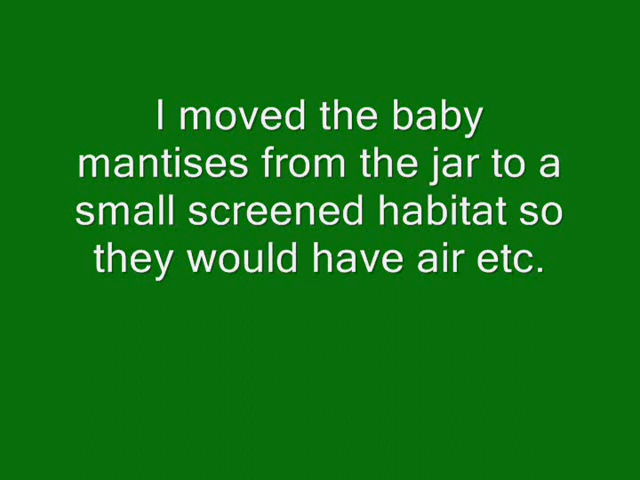 I moved the baby
mantises from the jar to a
small screened habitat so
they would have air etc.